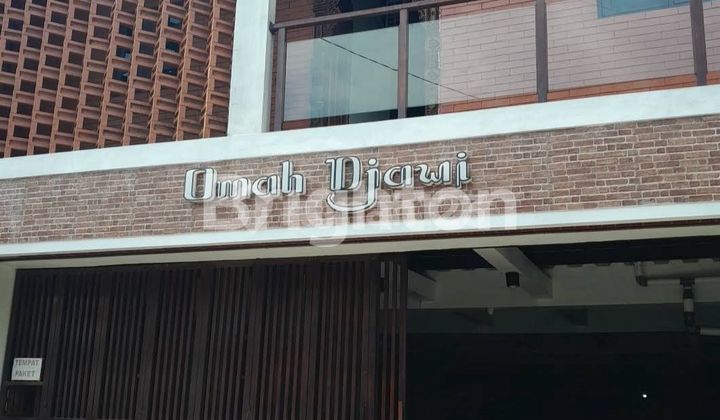 Omah Djawi
Brighton
TEMPAT
PAKET